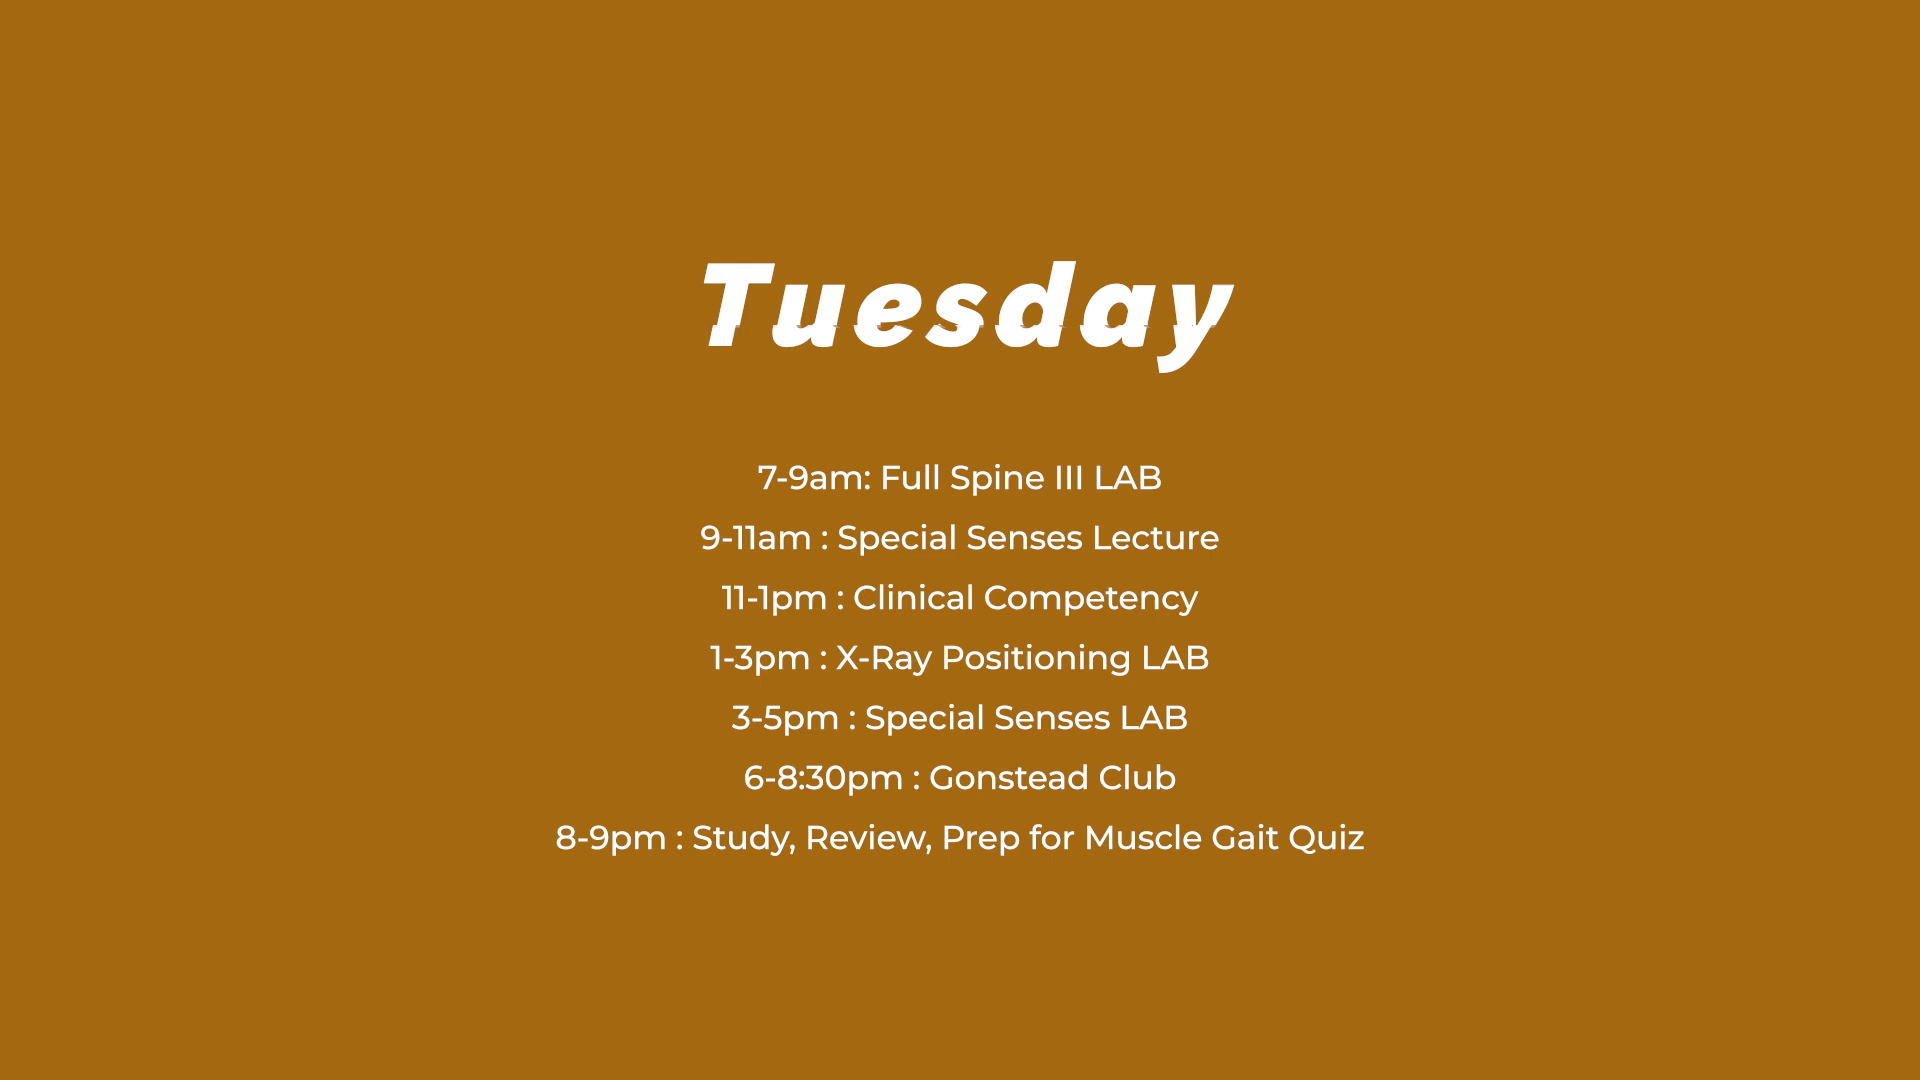 Tuesday
7-9am: Full Spine III LAB
9-11am : Special Senses Lecture
11-1pm : Clinical Competency
1-3pm : X-Ray Positioning LAB
3-5pm : Special Senses LAB
6-8:30pm : Gonstead Club
8-9pm : Study, Review, Prep for Muscle Gait Quiz